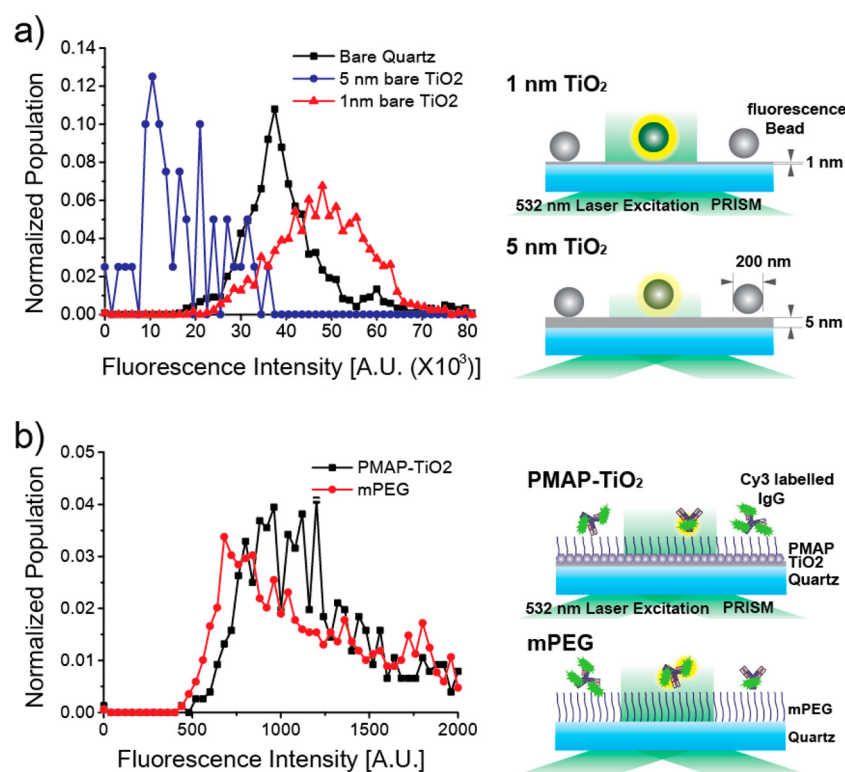 a)
0.14
0.12
0.10
0.08
0.06
0.04
0.02
0.00
Normalized Population
Bare Quartz
5 nm bare TiO2
1nm bare TiO2
0 10 20 30 40 50 60 70 80
Fluorescence Intensity [A.U. (X10³)]
1 nm TiO₂
fluorescence
Bead
1 nm
532 nm Laser Excitation PRISM
5 nm TiO₂
200 nm
5 nm
b)
0.05
0.04
0.03
0.02
0.01
0.00
Normalized Population
PMAP-TiO2
mPEG
0 500 750 1000 1250 2000
Fluorescence Intensity [A.U.]
PMAP-TiO₂
Cy3 labelled
IgG
PMAP
TiO2
Quartz
532 nm Laser Excitation PRISM
mPEG
mPEG
Quartz